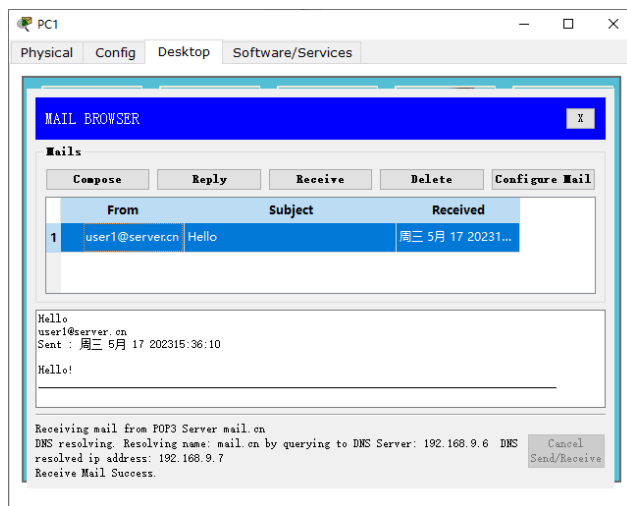 PC1
Physical Config Desktop Software/Services
MAIL BROWSER X
Mails
Compose Reply Receive Delete Configure Mail
From Subject Received
1 user1@server.cn Hello 周三 5月 17 20231...
Hello
user1@server.cn
Sent : 周三 5月 17 202315:36:10
Hello!
Receiving mail from POP3 Server mail.cn
DNS resolving. Resolving name: mail.cn by querying to DNS Server: 192.168.9.6 DNS
resolved ip address: 192.168.9.7
Receive Mail Success.
Cancel
Send/Receive